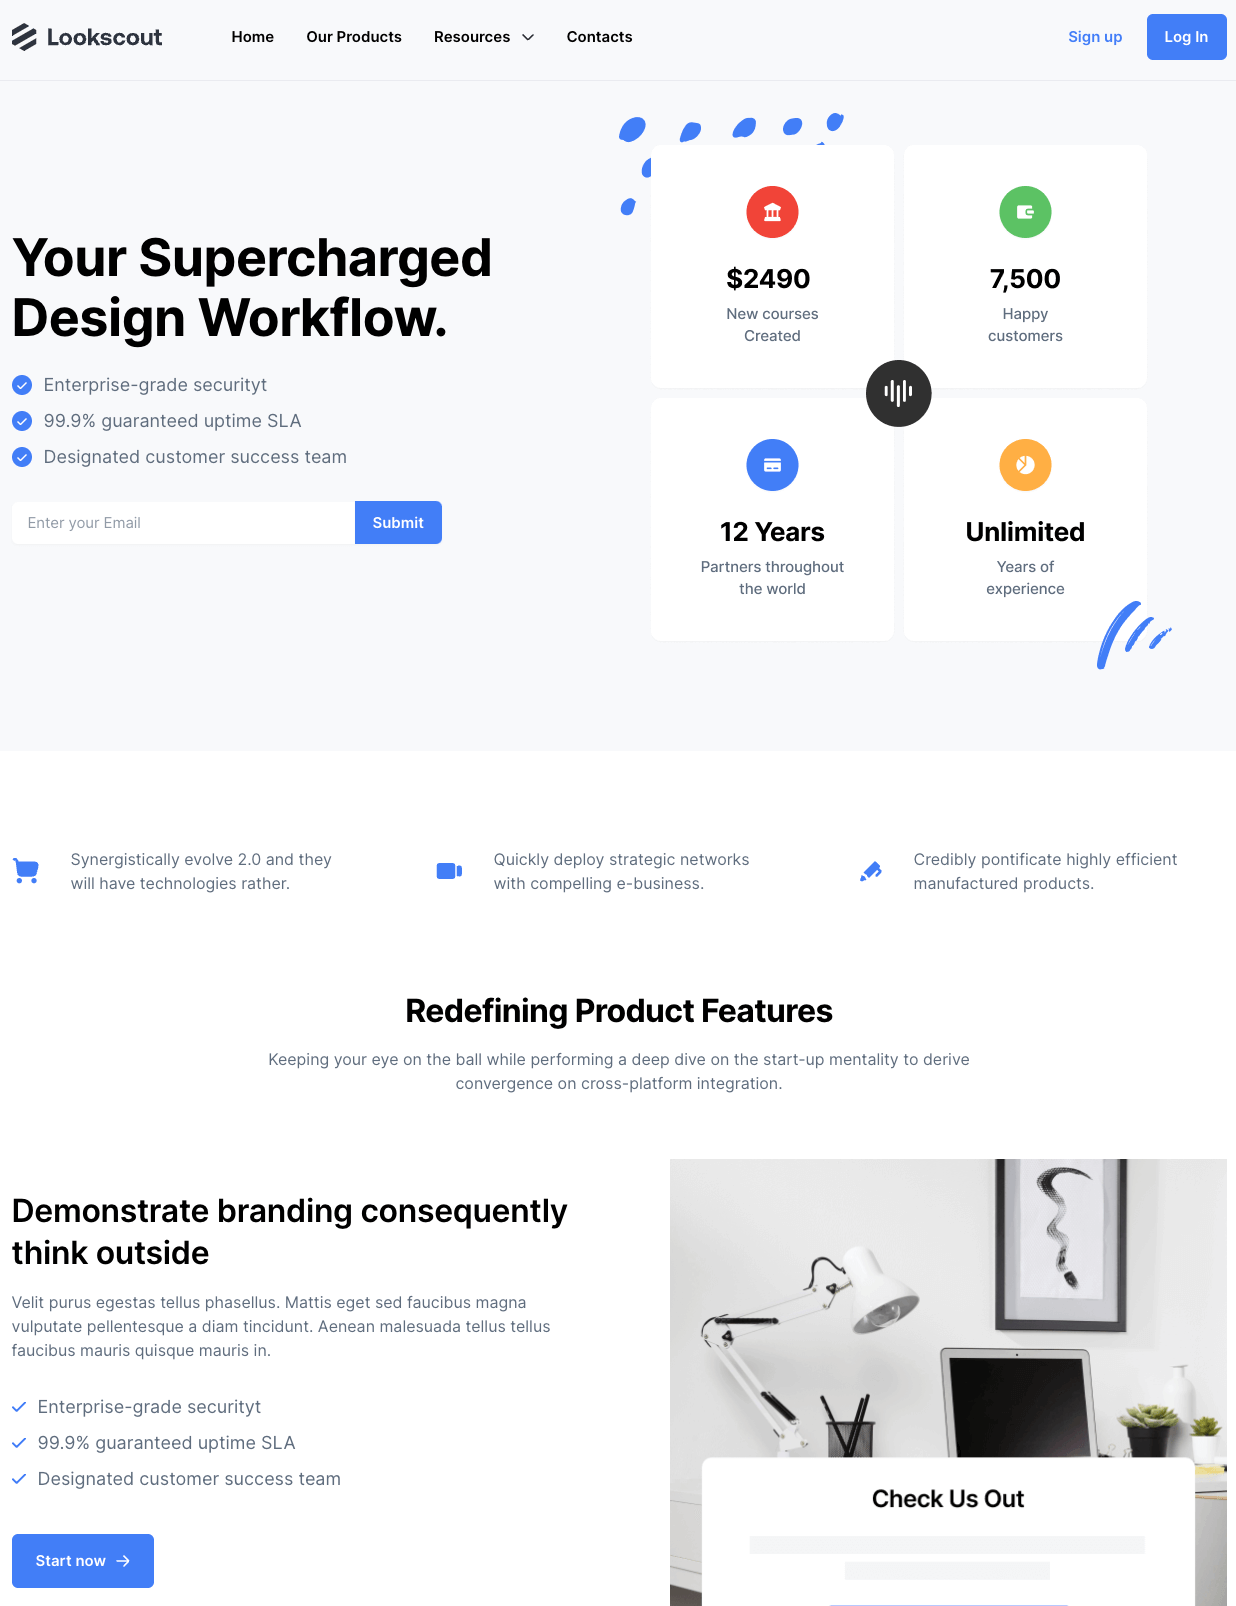 Lookscout
Home
Our Products
Resources
Contacts
Sign up
Log In
Your Supercharged
Design Workflow.
Enterprise-grade securityt
99.9% guaranteed uptime SLA
Designated customer success team
Enter your Email
Submit
$2490
New courses
Created
7,500
Happy
customers
12 Years
Partners throughout
the world
Unlimited
Years of
experience
Synergistically evolve 2.0 and they
will have technologies rather.
Quickly deploy strategic networks
with compelling e-business.
Credibly pontificate highly efficient
manufactured products.
Redefining Product Features
Keeping your eye on the ball while performing a deep dive on the start-up mentality to derive
convergence on cross-platform integration.
Demonstrate branding consequently
think outside
Velit purus egestas tellus phasellus. Mattis eget sed faucibus magna
vulputate pellentesque a diam tincidunt. Aenean malesuada tellus tellus
faucibus mauris quisque mauris in.
Enterprise-grade securityt
99.9% guaranteed uptime SLA
Designated customer success team
Start now
Check Us Out